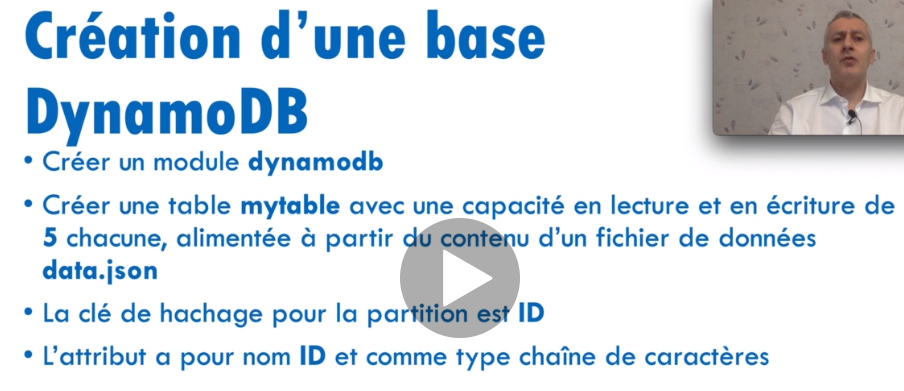 Création d’une base
DynamoDB
• Créer un module dynamodb
• Créer une table mytable avec une capacité en lecture et en écriture de
5 chacune, alimentée à partir du contenu d’un fichier de données
data.json
• La clé de hachage pour la partition est ID
• L’attribut a pour nom ID et comme type chaîne de caractères